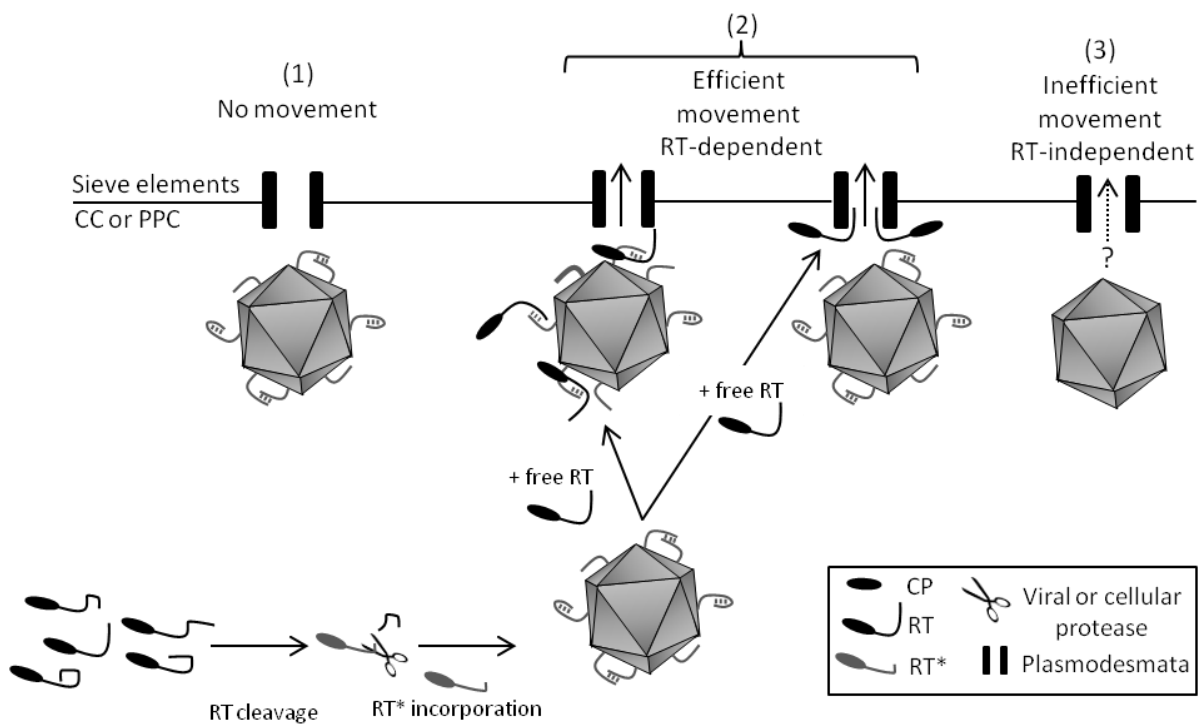 (1)
No movement
(2)
Efficient
movement
RT-dependent
(3)
Inefficient
movement
RT-independent
Sieve elements
CC or PPC
?
+ free RT
+ free RT
RT cleavage
RT* incorporation
CP
RT
RT*
Viral or cellular
protease
Plasmodesmata